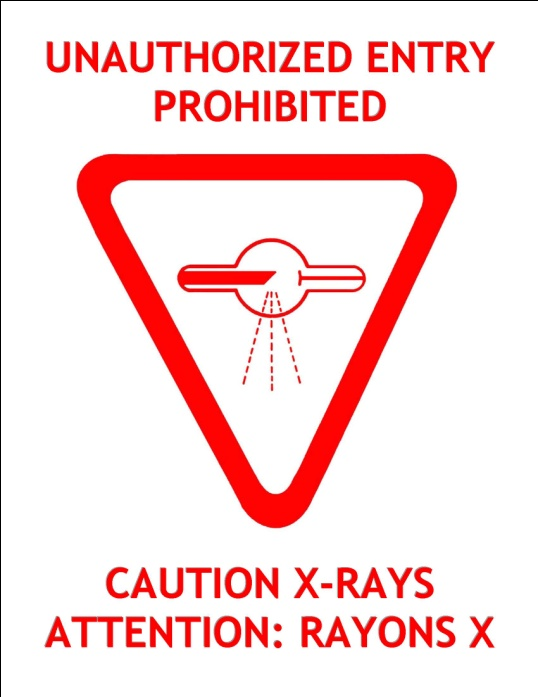 UNAUTHORIZED ENTRY
PROHIBITED
CAUTION X-RAYS
ATTENTION: RAYONS X